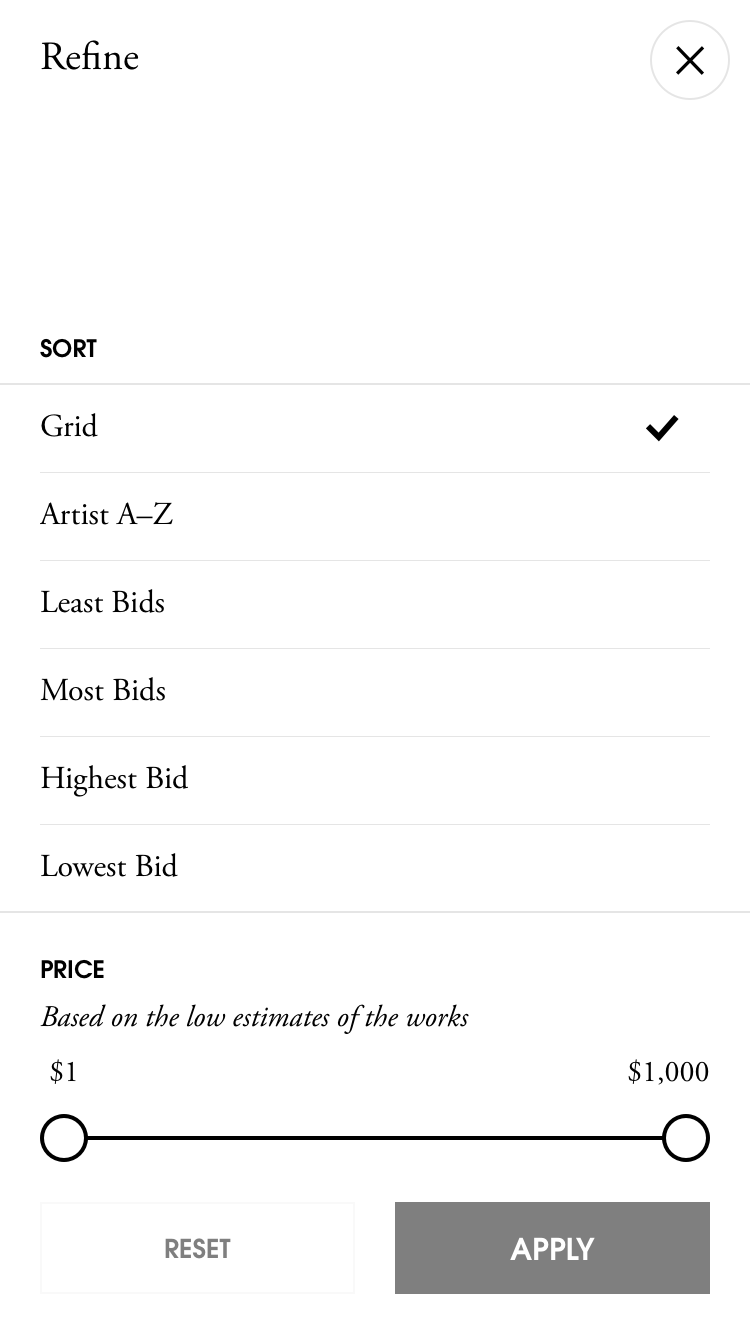 Refine
SORT
Grid
Artist A–Z
Least Bids
Most Bids
Highest Bid
Lowest Bid
PRICE
Based on the low estimates of the works
$1 $1,000
RESET APPLY